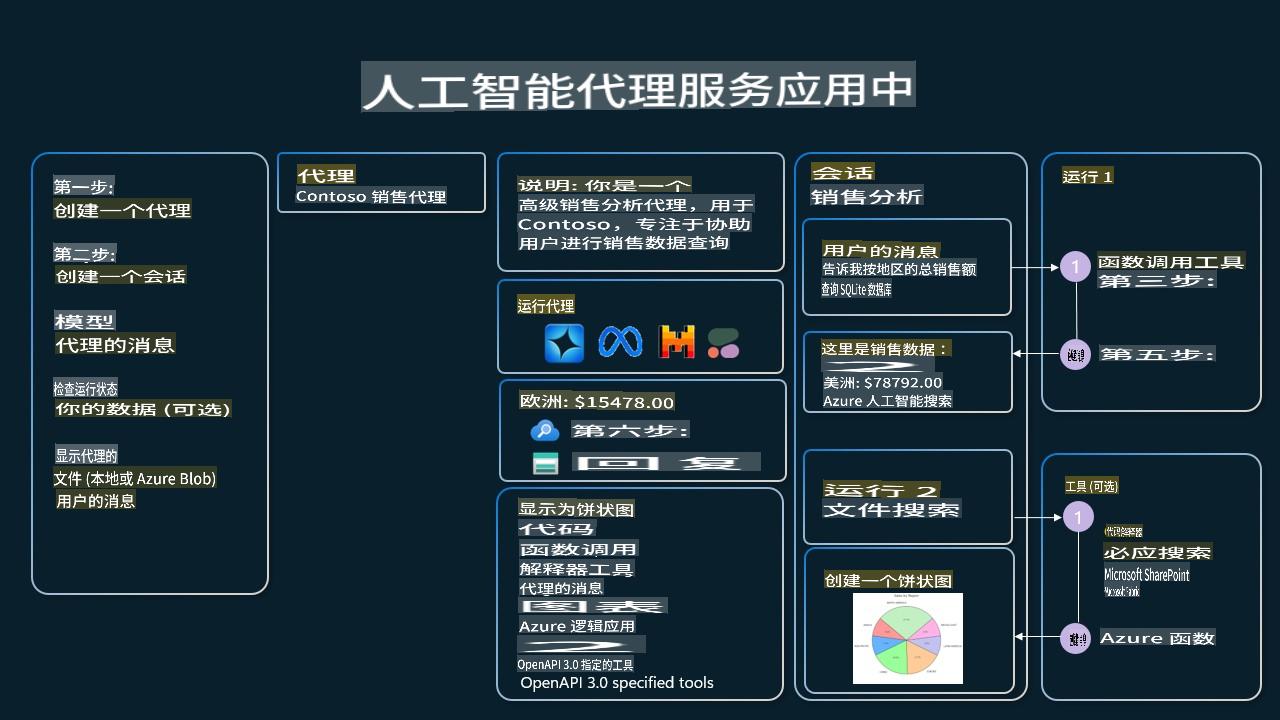 人工智能代理服务应用中
第一步:
创建一个代理
第二步:
创建一个会话
模型
代理的消息
检查运行状态
你的数据 (可选)
显示代理的
文件 (本地或 Azure Blob)
用户的消息
代理
Contoso 销售代理
说明: 你是一个
高级销售分析代理，用于
Contoso，专注于协助
用户进行销售数据查询
运行代理
欧洲: $15478.00
第六步:
回复
显示为饼状图
代码
函数调用
解释器工具
代理的消息
图表
Azure 逻辑应用
OpenAPI 3.0 指定的工具
OpenAPI 3.0 specified tools
会话
销售分析
用户的消息
告诉我按地区的总销售额
查询 SQLite 数据库
这里是销售数据：
美洲: $78792.00
Azure 人工智能搜索
运行 2
文件搜索
创建一个饼状图
运行 1
1
函数调用工具
第三步:
第五步:
工具 (可选)
1
代码解释器
必应搜索
Microsoft SharePoint
Azure 函数